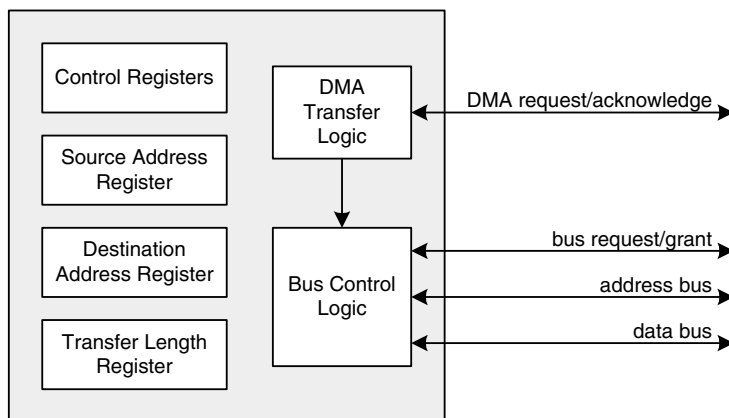 Control Registers
Source Address
Register
Destination
Address Register
Transfer Length
Register
DMA
Transfer
Logic
Bus Control
Logic
DMA request/acknowledge
bus request/grant
address bus
data bus